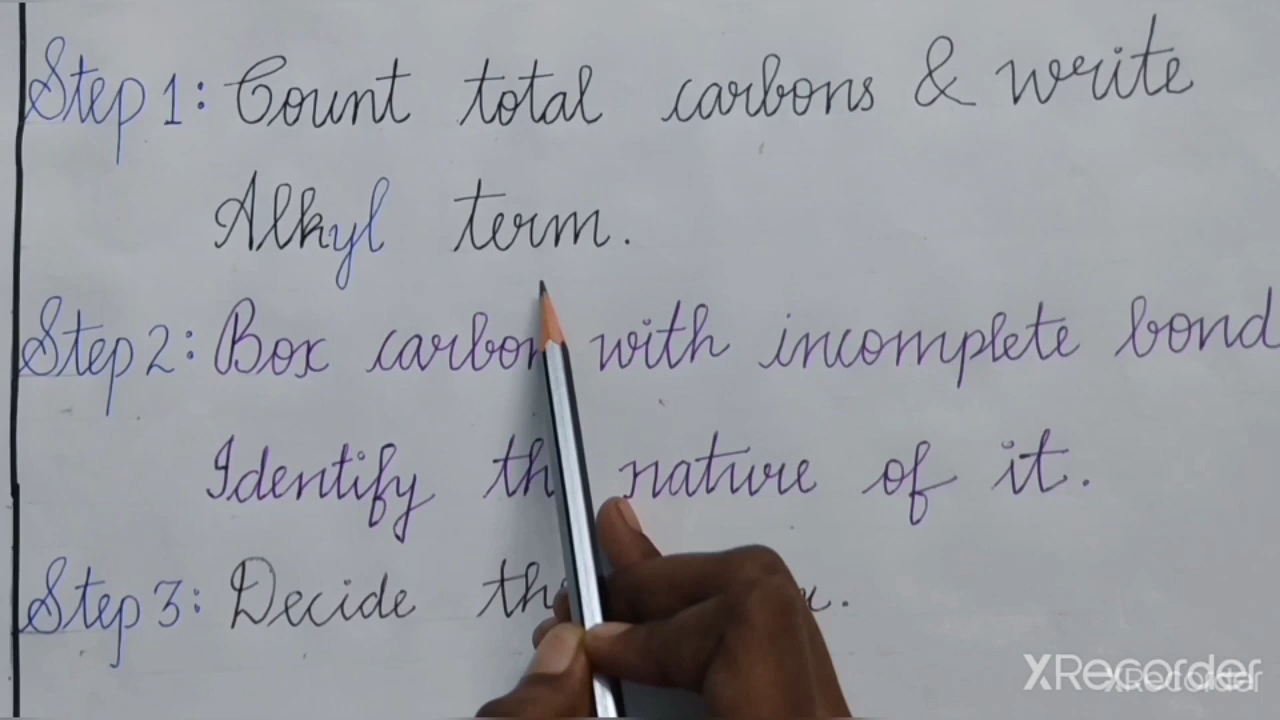 Step 1: Count total carbons & write
Alkyl term.
Step 2: Box carbon with incomplete bond
Identify nature of it.
Step 3: Decide
XRecorder
XRecorder